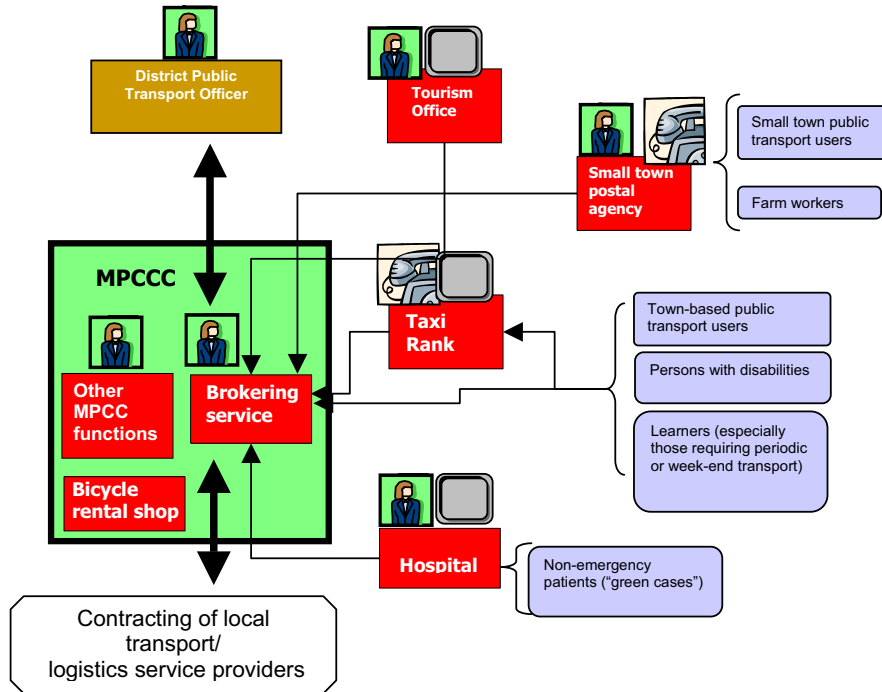 District Public
Transport Officer
Tourism
Office
Small town
postal
agency
Small town public
transport users
Farm workers
MPCCC
Other
MPCC
functions
Brokering
service
Bicycle
rental shop
Taxi
Rank
Town-based public
transport users
Persons with disabilities
Learners (especially
those requiring periodic
or week-end transport)
Hospital
Non-emergency
patients (“green cases”)
Contracting of local
transport/
logistics service providers